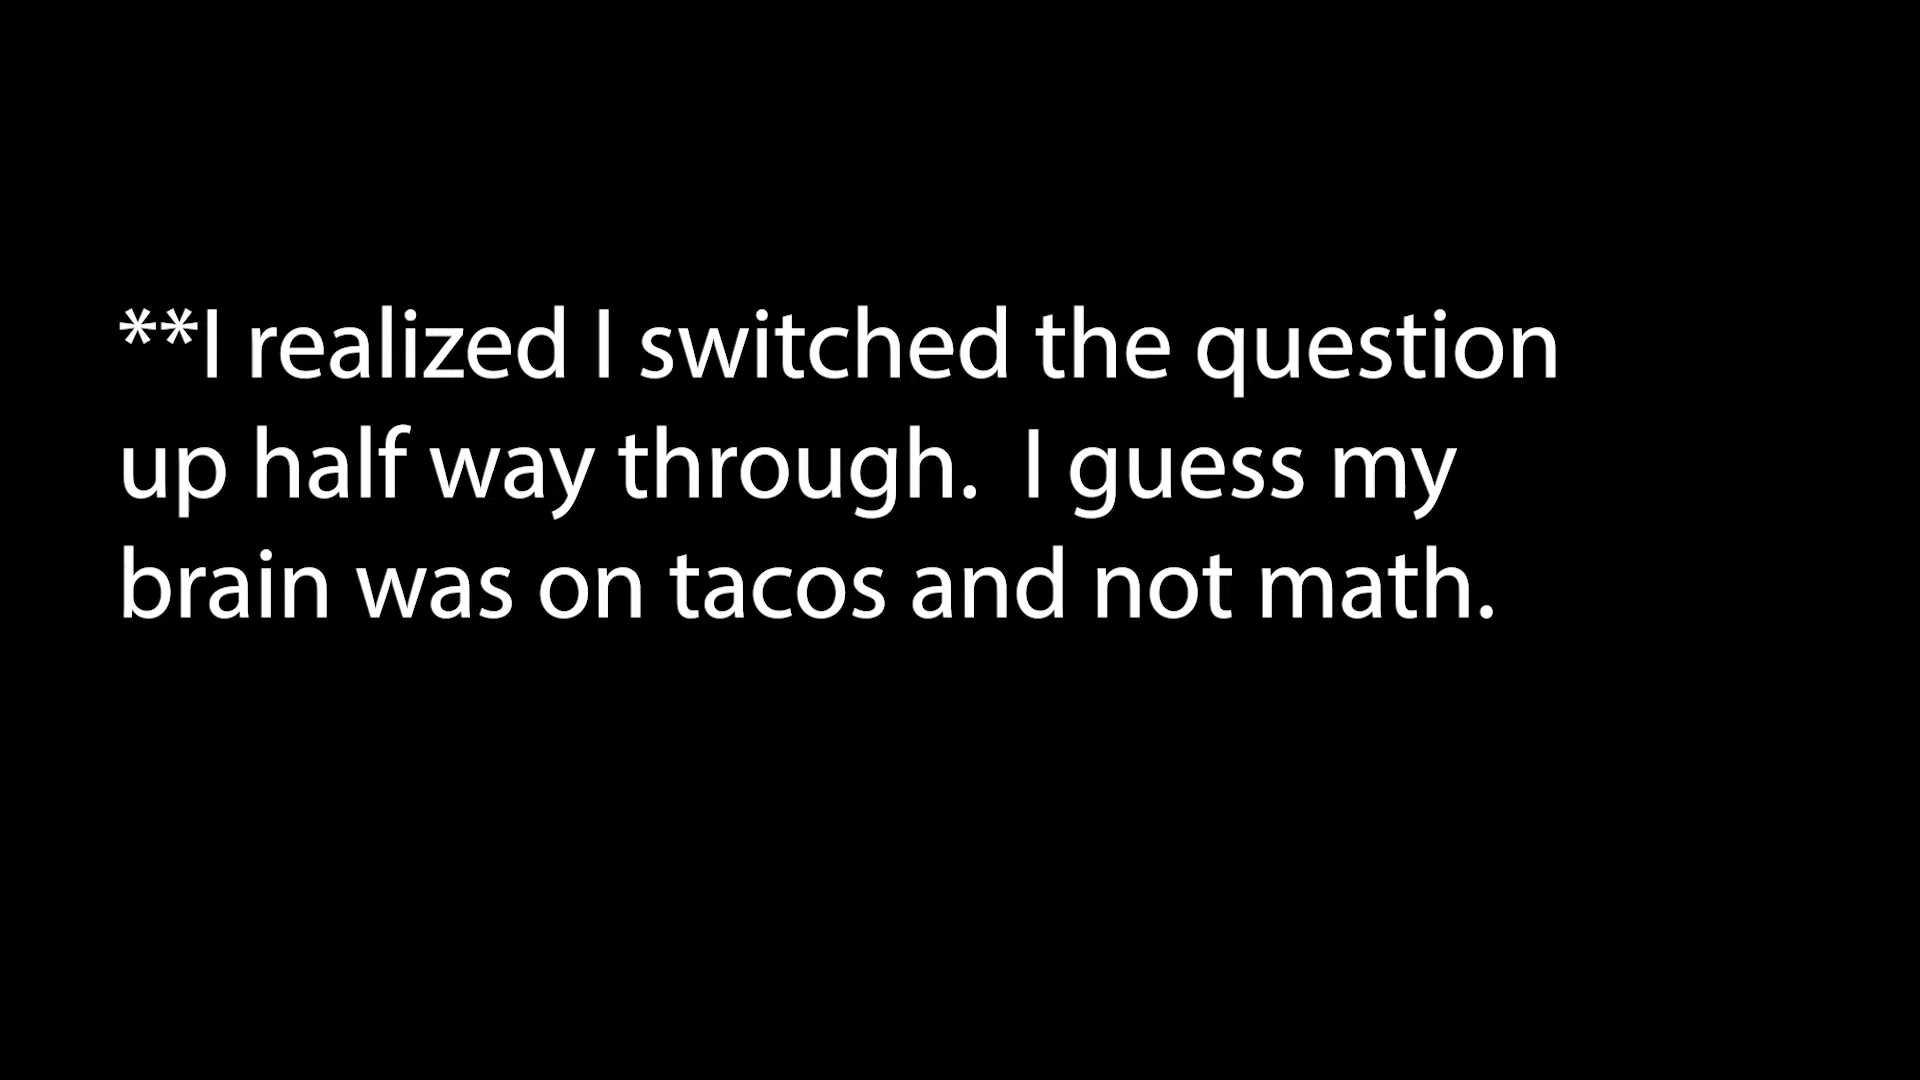 **I realized I switched the question
up half way through.  I guess my
brain was on tacos and not math.